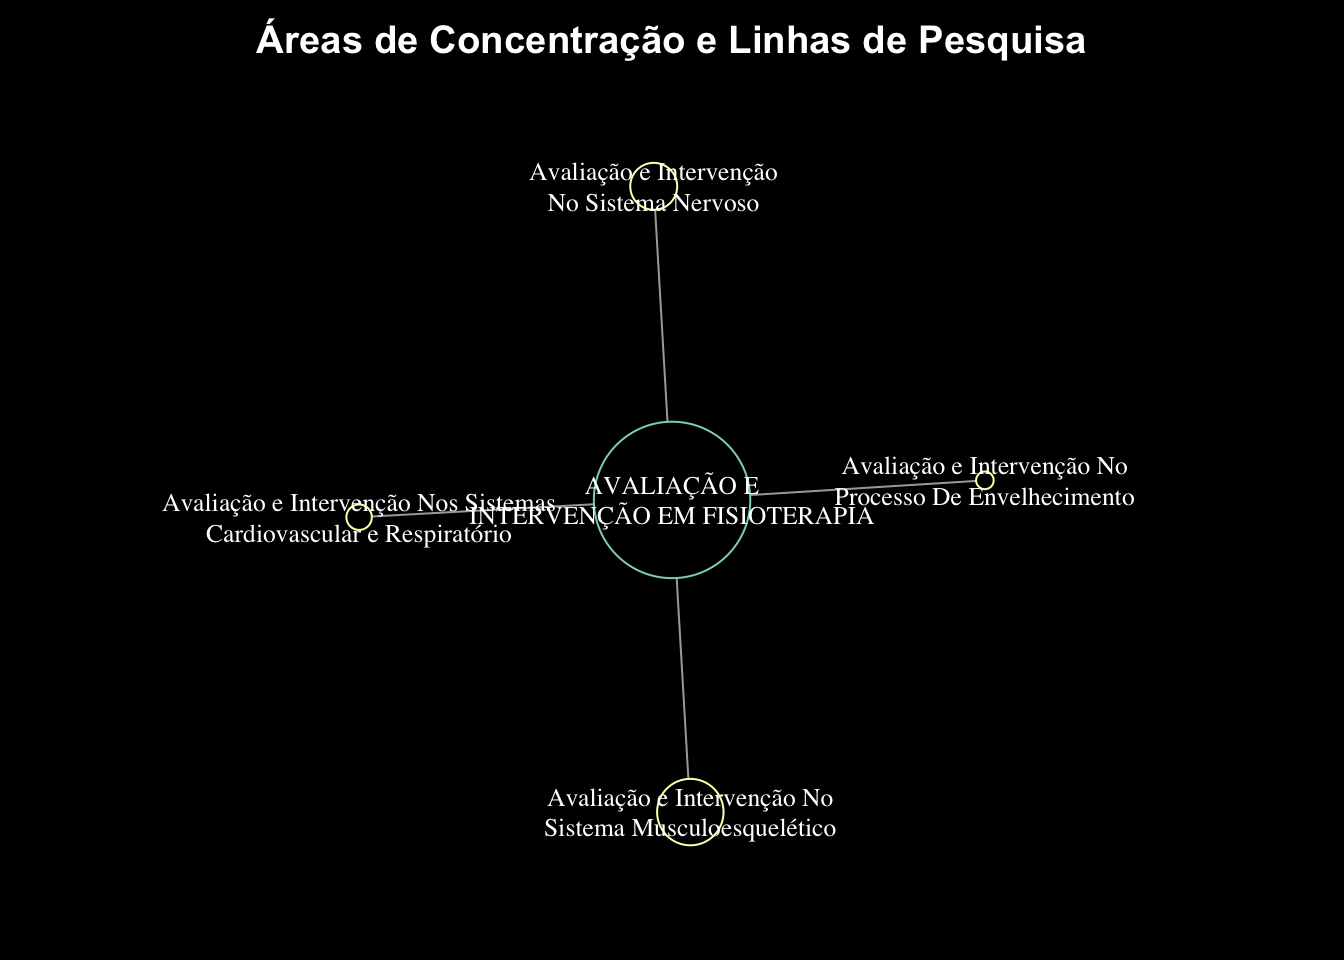 Áreas de Concentração e Linhas de Pesquisa
Avaliação e Intervenção
No Sistema Nervoso
Avaliação e Intervenção No
Processo De Envelhecimento
AVALIAÇÃO E
INTERVENÇÃO EM FISIOTERAPIA
Avaliação e Intervenção Nos Sistemas
Cardiovascular e Respiratório
Avaliação e Intervenção No
Sistema Musculoesquelético